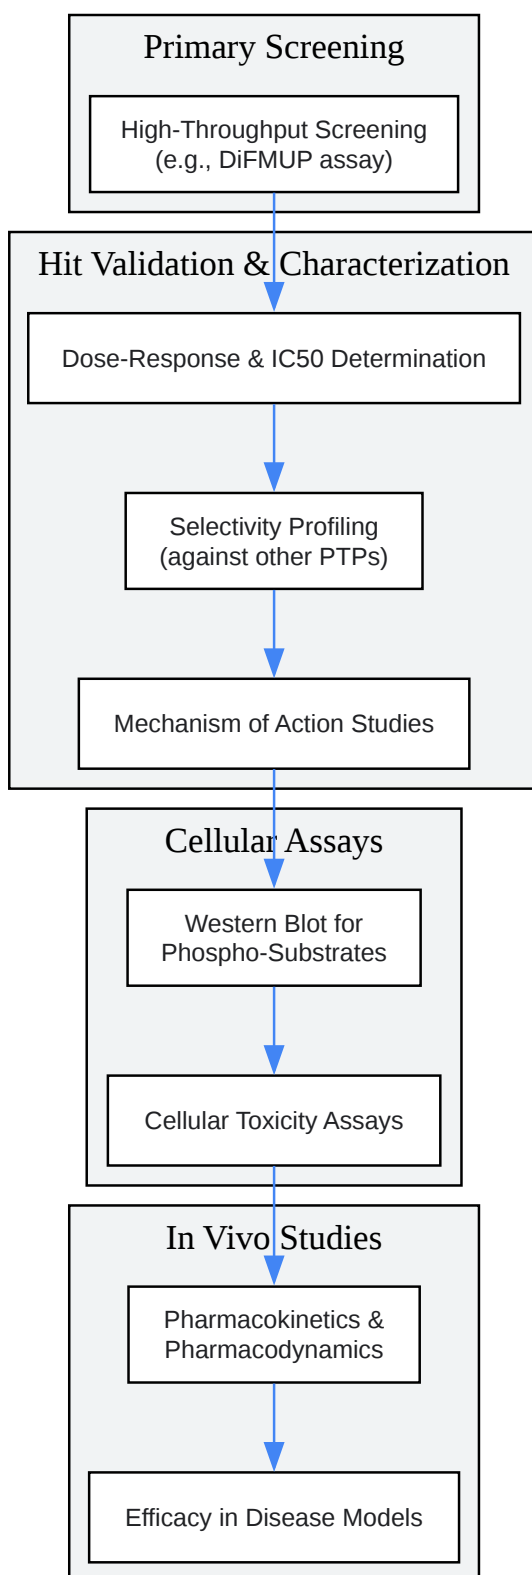 Primary Screening
High-Throughput Screening
(e.g., DiFMUP assay)
Hit Validation & Characterization
Dose-Response & IC50 Determination
Selectivity Profiling
(against other PTPs)
Mechanism of Action Studies
Cellular Assays
Western Blot for
Phospho-Substrates
Cellular Toxicity Assays
In Vivo Studies
Pharmacokinetics &
Pharmacodynamics
Efficacy in Disease Models